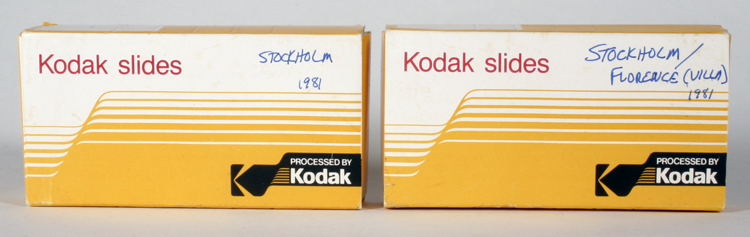 Kodak slides
STOCKHOLM
1981
PROCESSED BY
Kodak
Kodak slides
STOCKHOLM/
FLORENCE (VILLA)
1981
PROCESSED BY
Kodak